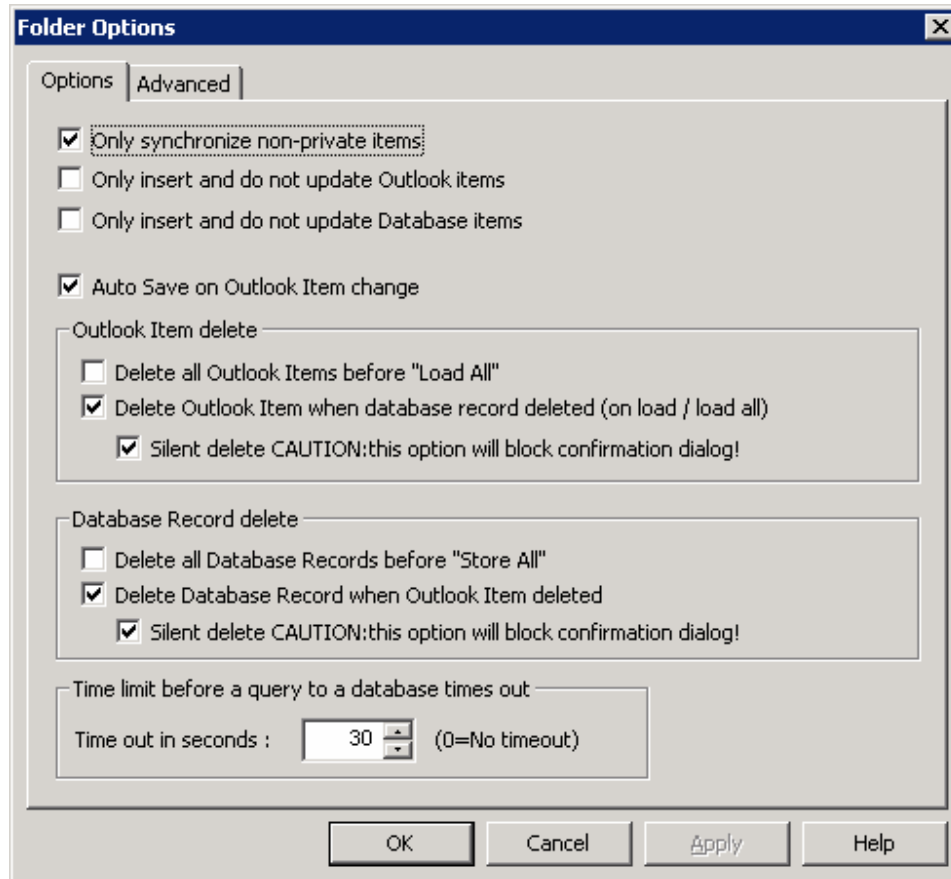 Folder Options
Options Advanced
Only synchronize non-private items
Only insert and do not update Outlook items
Only insert and do not update Database items
Auto Save on Outlook Item change
Outlook Item delete
Delete all Outlook Items before "Load All"
Delete Outlook Item when database record deleted (on load / load all)
Silent delete CAUTION:this option will block confirmation dialog!
Database Record delete
Delete all Database Records before "Store All"
Delete Database Record when Outlook Item deleted
Silent delete CAUTION:this option will block confirmation dialog!
Time limit before a query to a database times out
Time out in seconds : 30 (0=No timeout)
OK Cancel Apply Help